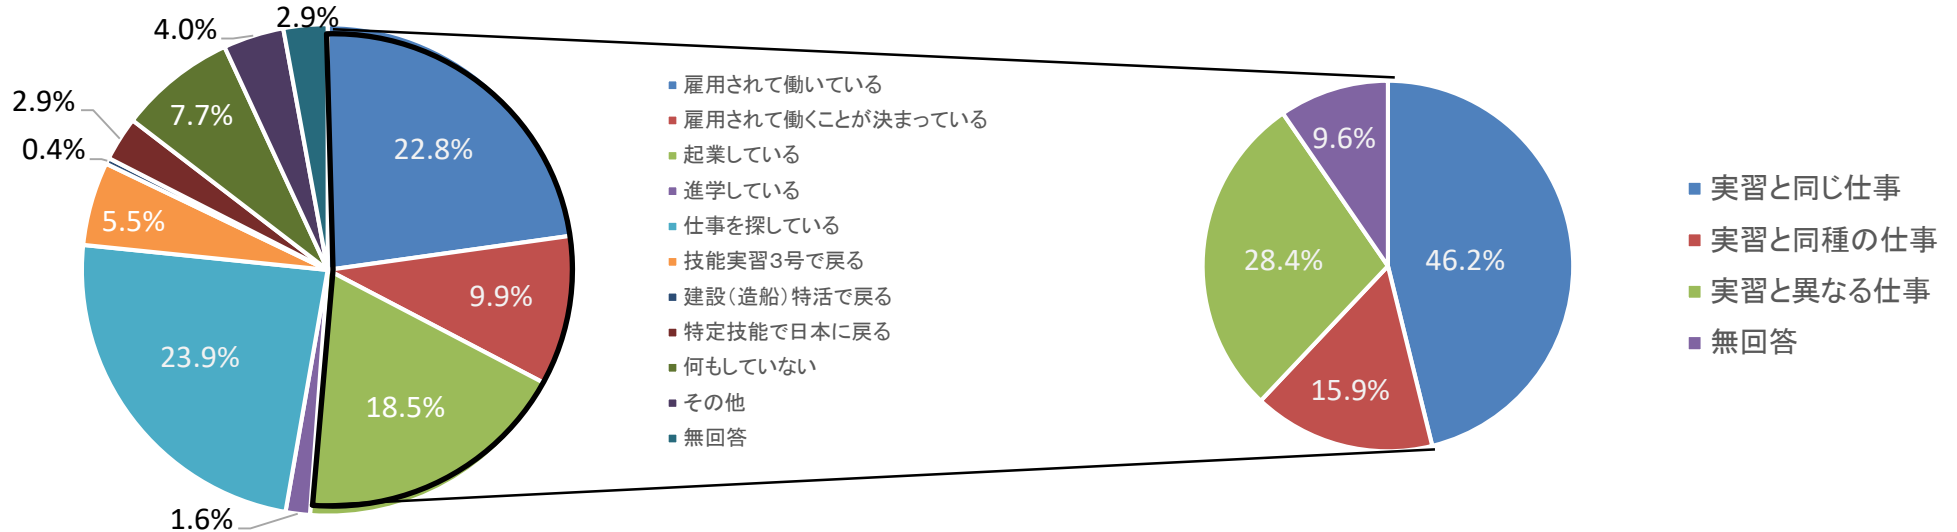 2.9%
4.0%
2.9%
7.7%
0.4%
5.5%
22.8%
9.9%
23.9%
18.5%
1.6%
雇用されて働いている
雇用されて働くことが決まっている
起業している
進学している
仕事を探している
技能実習3号で戻る
建設(造船)特活で戻る
特定技能で日本に戻る
何もしていない
その他
無回答
9.6%
28.4%
46.2%
15.9%
実習と同じ仕事
実習と同種の仕事
実習と異なる仕事
無回答